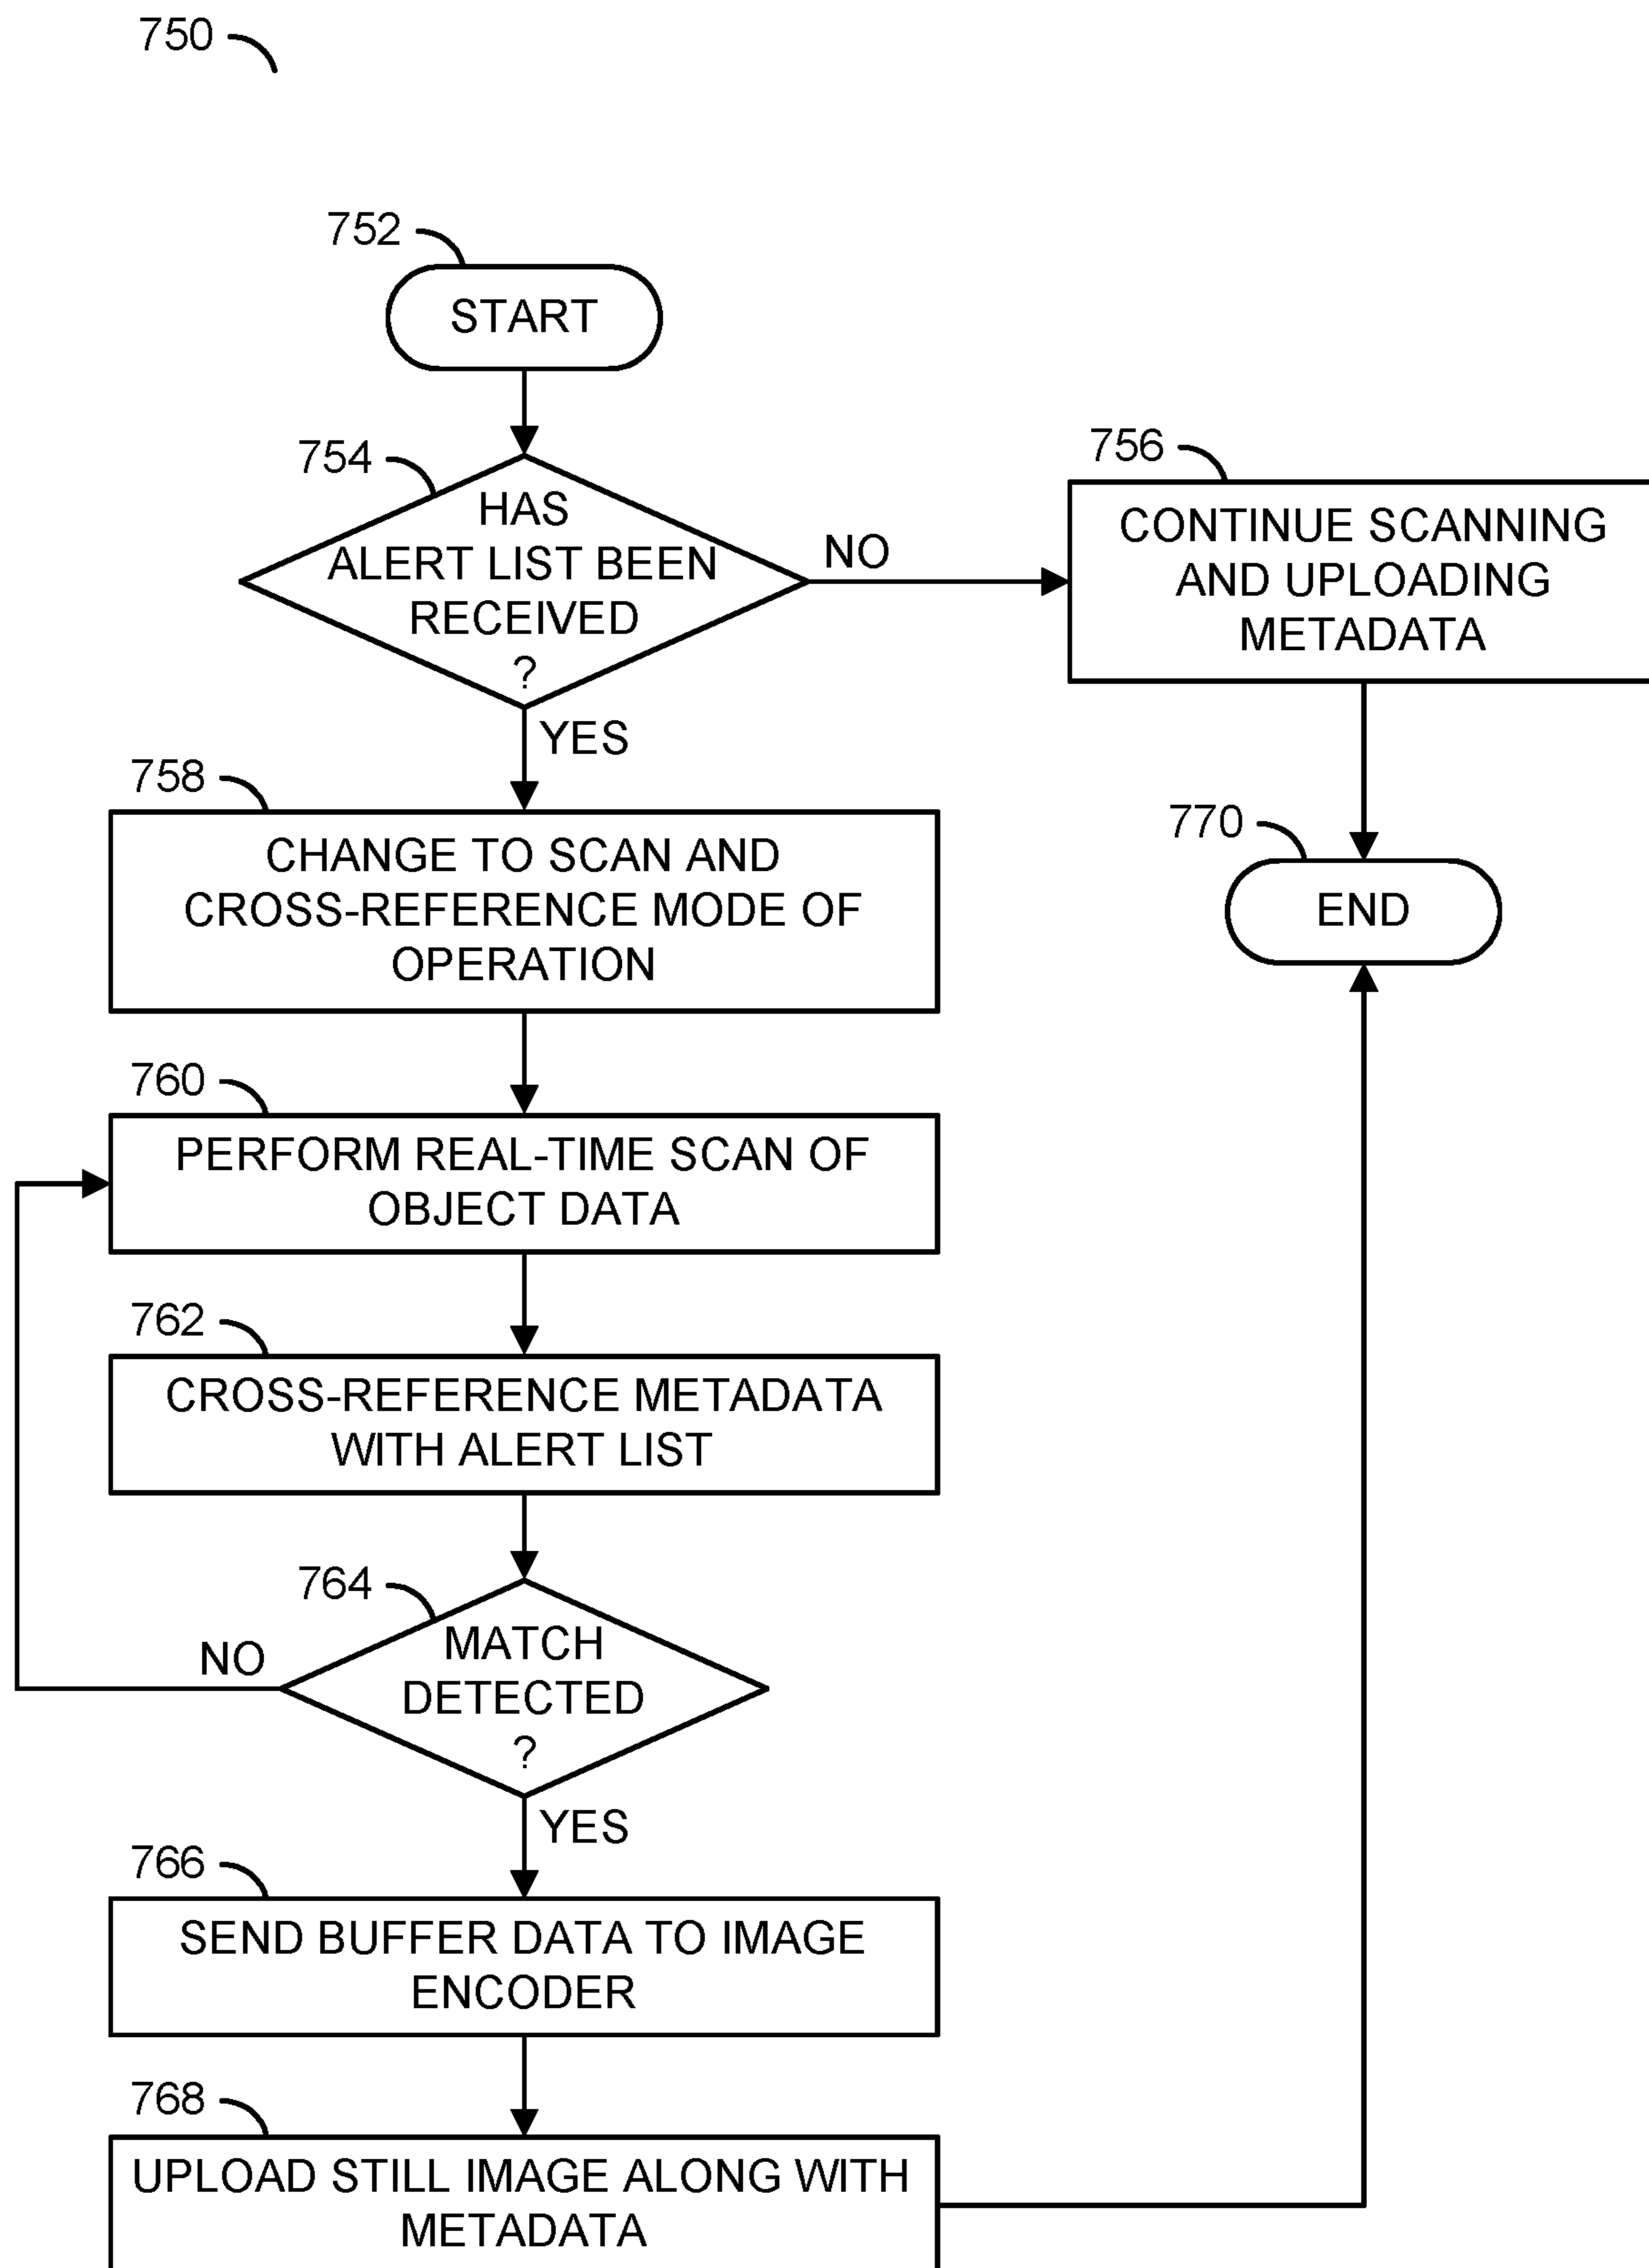 750
752
START
754
HAS
ALERT LIST BEEN
RECEIVED
?
NO
756
CONTINUE SCANNING
AND UPLOADING
METADATA
YES
758
CHANGE TO SCAN AND
CROSS-REFERENCE MODE OF
OPERATION
770
END
760
PERFORM REAL-TIME SCAN OF
OBJECT DATA
762
CROSS-REFERENCE METADATA
WITH ALERT LIST
764
MATCH
DETECTED
?
NO
YES
766
SEND BUFFER DATA TO IMAGE
ENCODER
768
UPLOAD STILL IMAGE ALONG WITH
METADATA